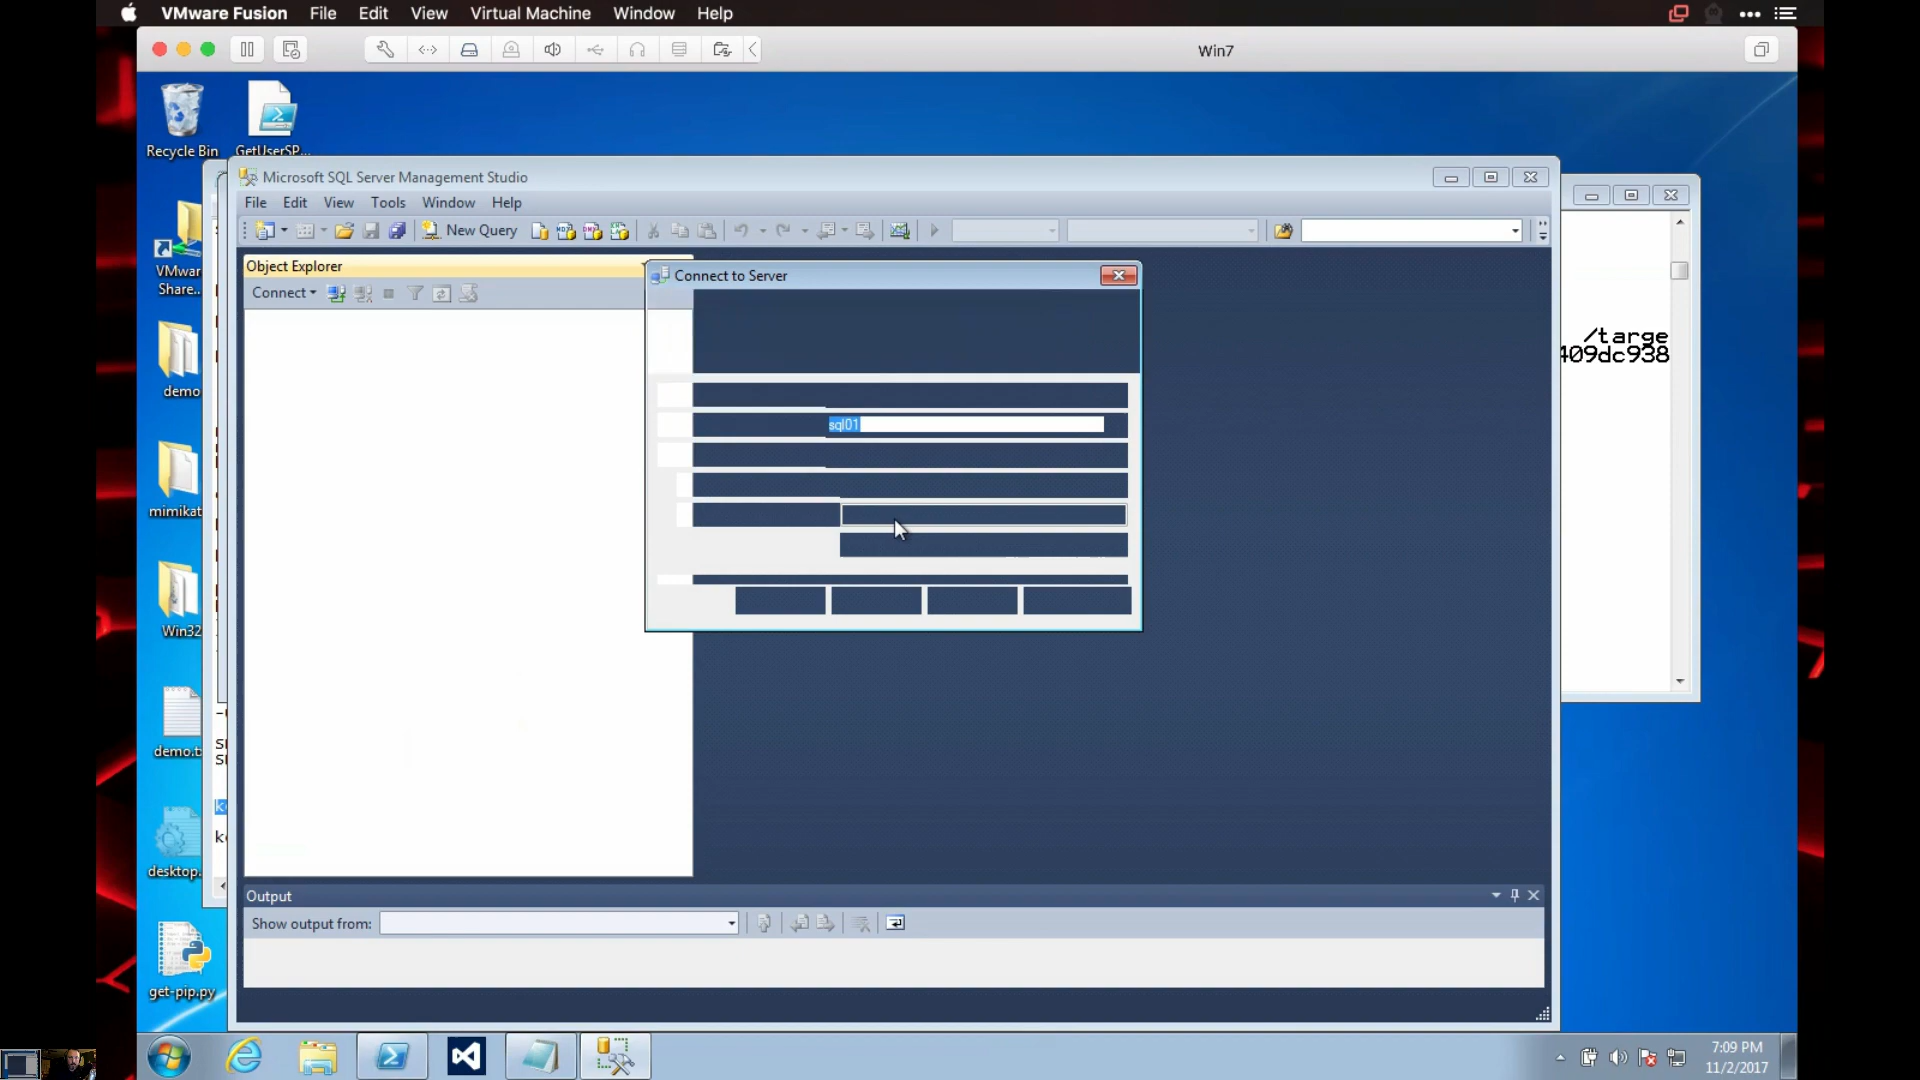 VMware Fusion File Edit View Virtual Machine Window Help
Win7
Recycle Bin
GetUserSP...
Microsoft SQL Server Management Studio
File Edit View Tools Window Help
New Query
VMwar
Share..
Object Explorer
Connect
Connect to Server
sql01
/targe
409dc938
demo
mimikat
Win32
demo.t
desktop.
get-pip.py
Output
Show output from:
7:09 PM
11/2/2017